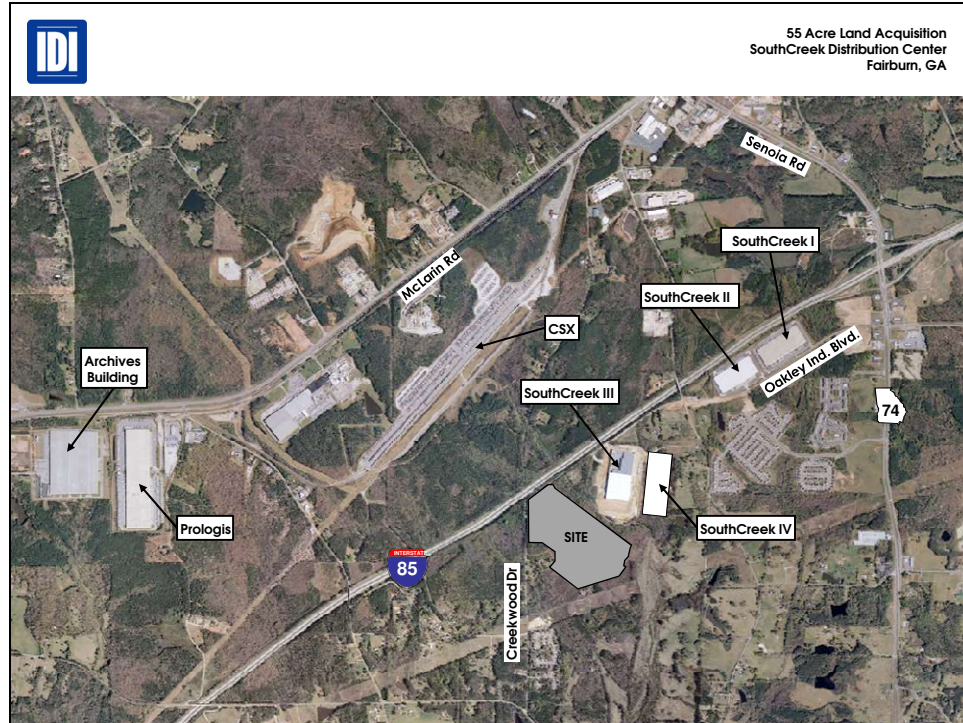 IDI
55 Acre Land Acquisition
SouthCreek Distribution Center
Fairburn, GA
Senoia Rd
SouthCreek I
McLarin Rd
SouthCreek II
CSX
Oakley Ind. Blvd.
Archives
Building
SouthCreek III
74
Prologis
SouthCreek IV
SITE
INTERSTATE
85
Creekwood Dr